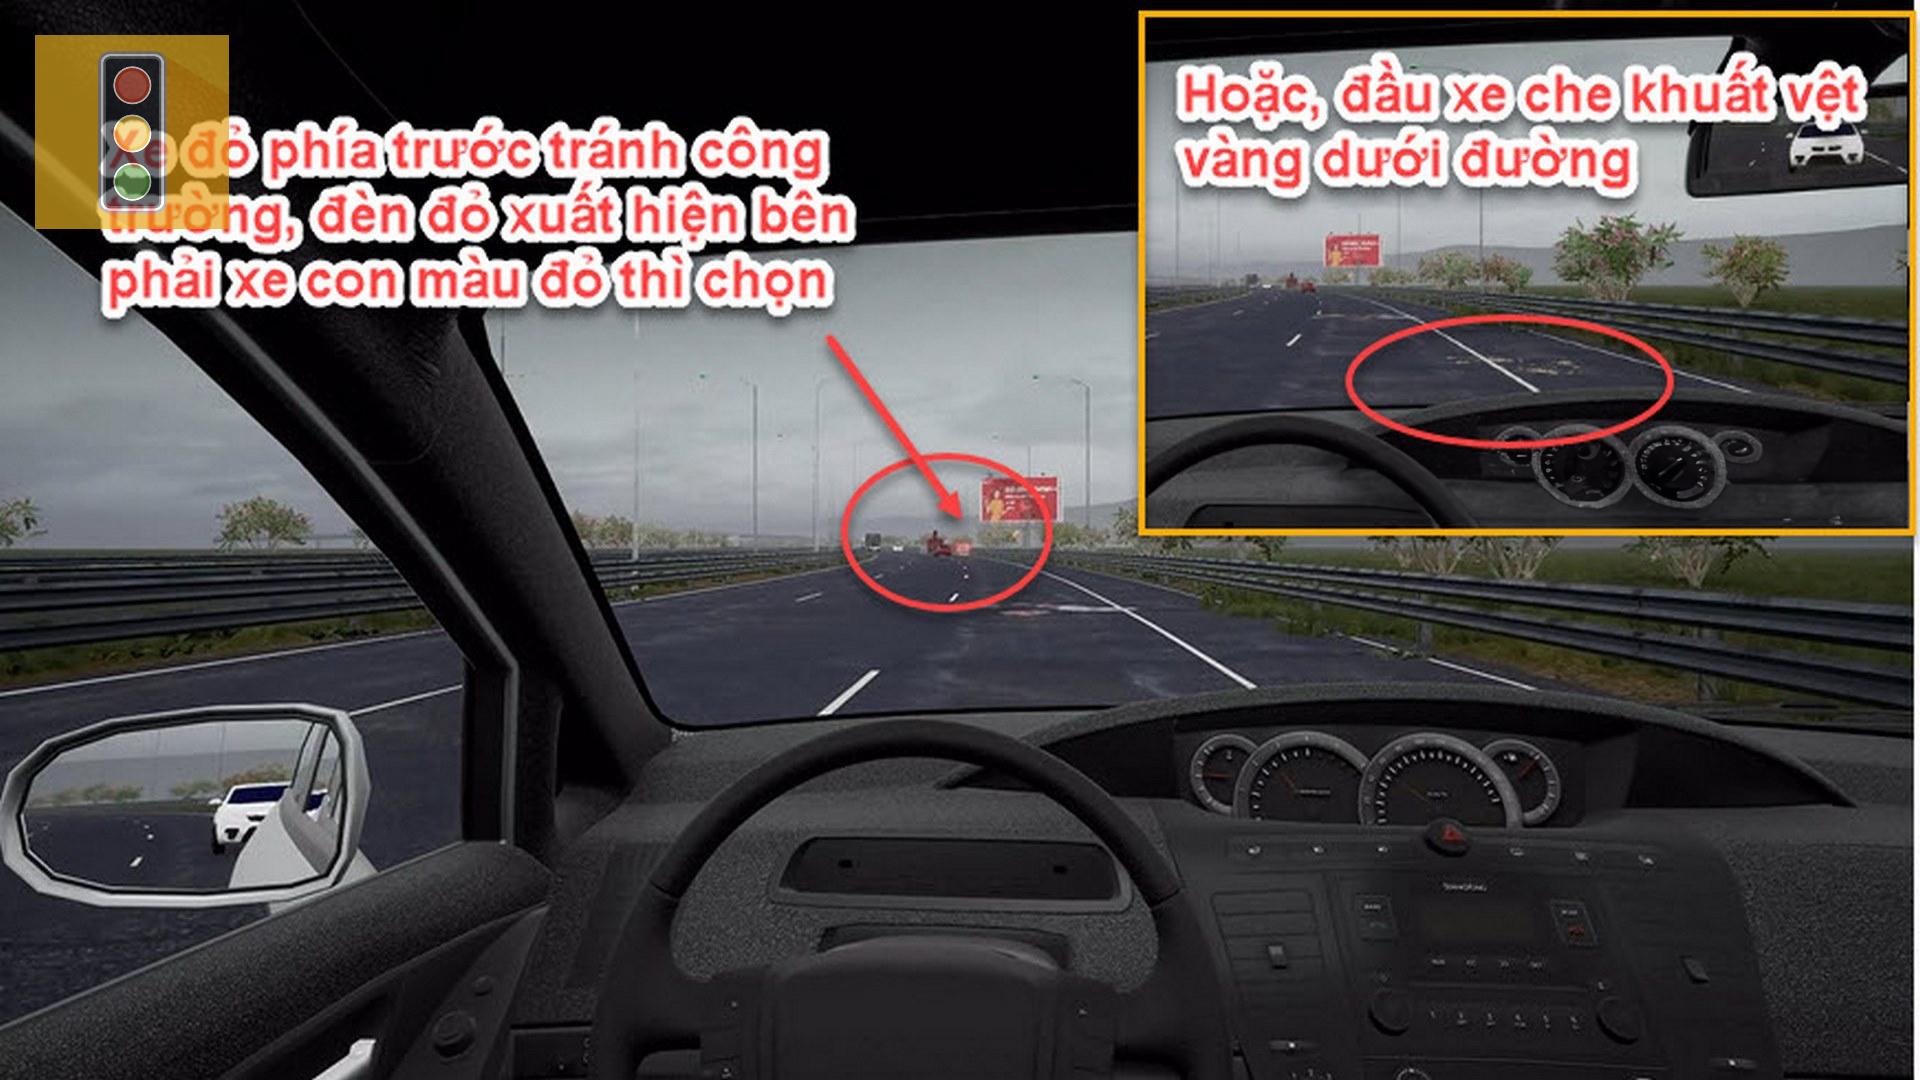 Xe đỏ phía trước tránh công
trường, đèn đỏ xuất hiện bên
phải xe con màu đỏ thì chọn
Hoặc, đầu xe che khuất vệt
vàng dưới đường